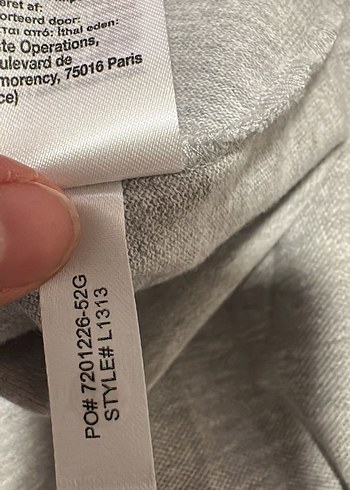 eret af:
orteerd door:
ται από: Ithal eden:
te Operations,
ulevard de
morency, 75016 Paris
ce)
PO# 7201226-52G
STYLE# L1313